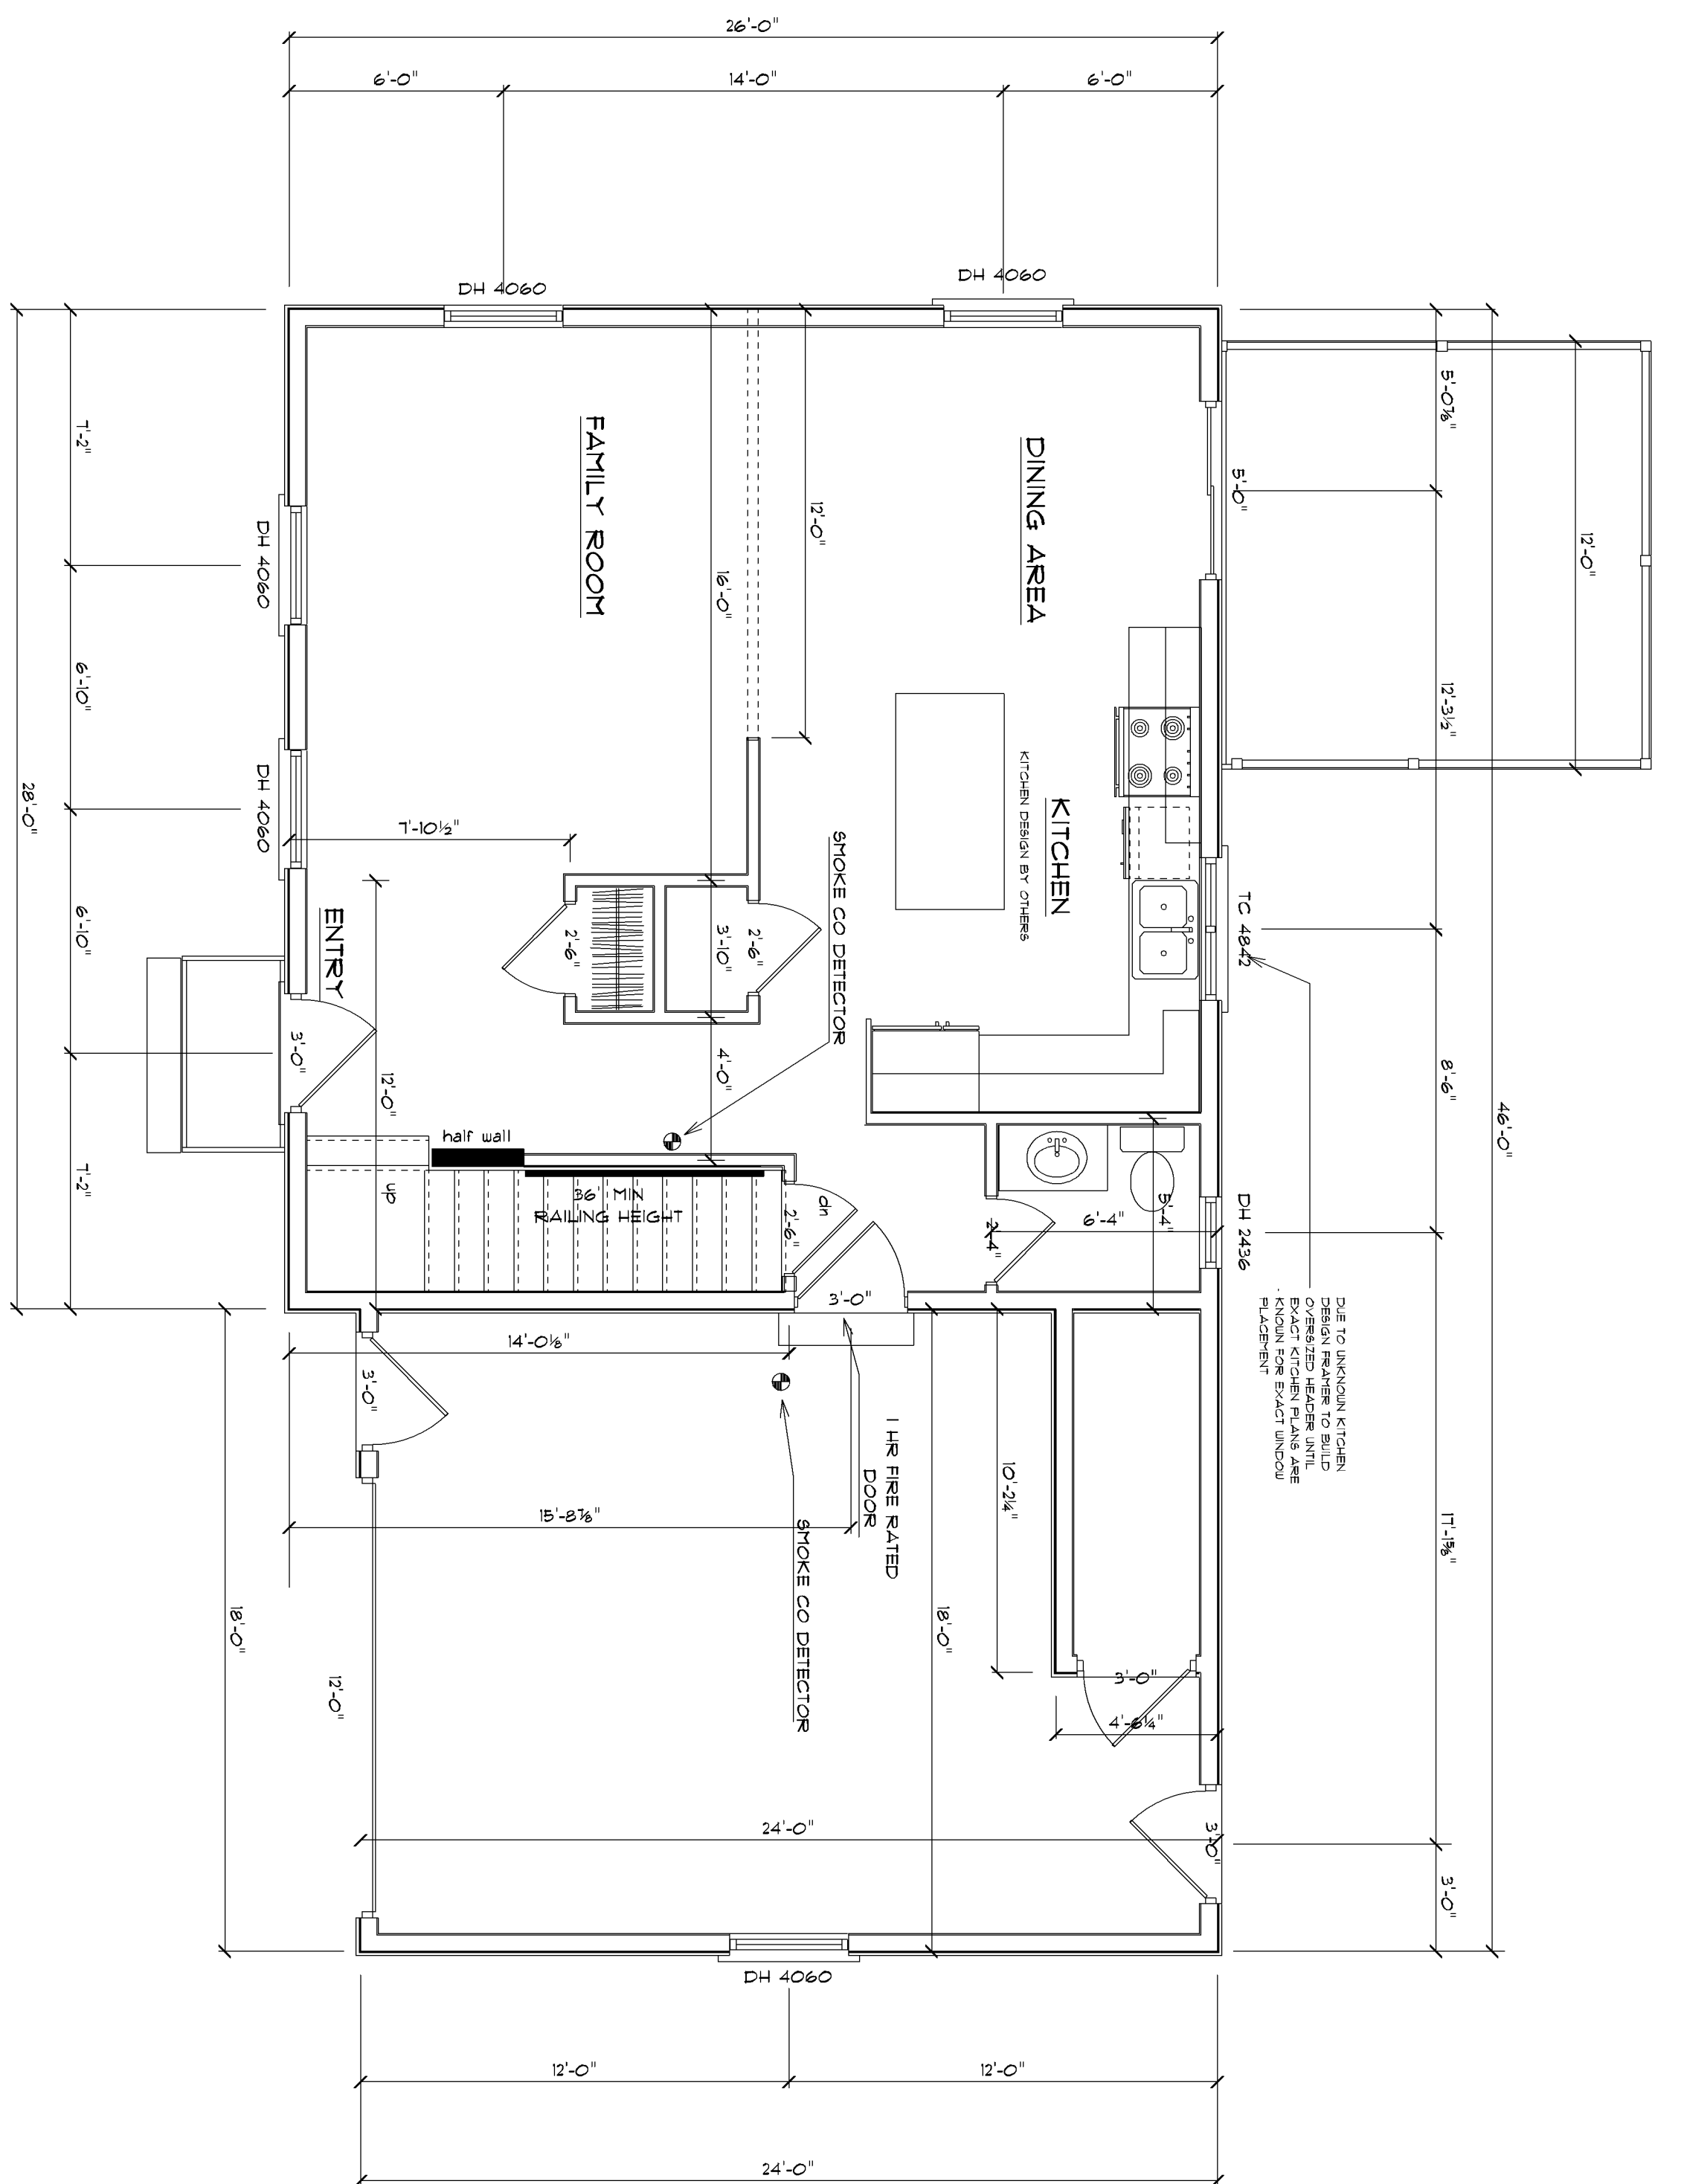 26'-0"
6'-0"
14'-0"
6'-0"
DH 4060
DH 4060
5'-0⅞"
5'-0"
12'-0"
7'-2"
FAMILY ROOM
DINING AREA
12'-0"
DH 4060
16'-0"
6'-10"
12'-3½"
KITCHEN
KITCHEN DESIGN BY OTHERS
28'-0"
DH 4060
7'-10½"
SMOKE CO DETECTOR
TC 4842
6'-10"
ENTRY
2'-6"
3'-10"
2'-6"
3'-0"
12'-0"
4'-0"
8'-6"
46'-0"
half wall
7'-2"
up
36' MIN
RAILING HEIGHT
2'-6"
dn
2'-4"
6'-4"
5'-4"
DH 2436
3'-0"
14'-0⅛"
3'-0"
DUE TO UNKNOWN KITCHEN
DESIGN FRAMER TO BUILD
OVERSIZED HEADER UNTIL
EXACT KITCHEN PLANS ARE
KNOWN FOR EXACT WINDOW
PLACEMENT
1 HR FIRE RATED
DOOR
10'-2¼"
15'-8⅞"
SMOKE CO DETECTOR
17'-1⅝"
18'-0"
12'-0"
18'-0"
3'-0"
4'-6¼"
24'-0"
3'-0"
3'-0"
DH 4060
12'-0"
12'-0"
24'-0"